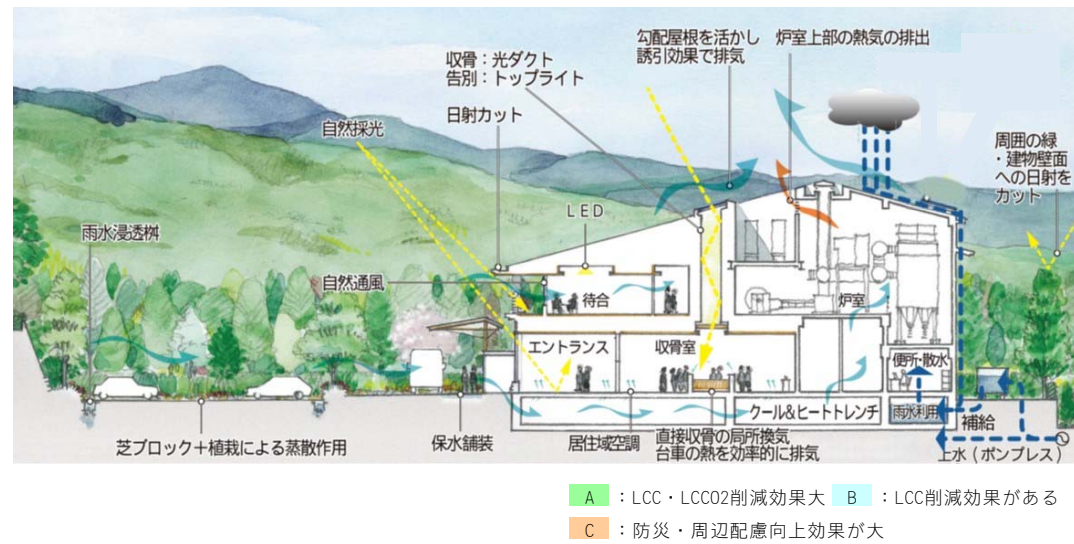 勾配屋根を活かし
誘引効果で排気
炉室上部の熱気の排出
収骨：光ダクト
告別：トップライト
日射カット
自然採光
周囲の緑
・建物壁面
への日射を
カット
LED
雨水浸透桝
自然通風
待合
炉室
エントランス
収骨室
便所・散水
クール&ヒートトレンチ
雨水利用
補給
芝ブロック＋植栽による蒸散作用
保水舗装
居住域空調
直接収骨の局所換気
台車の熱を効率的に排気
上水（ポンプレス）
A ：LCC・LCCO2削減効果大 B ：LCC削減効果がある
C ：防災・周辺配慮向上効果が大